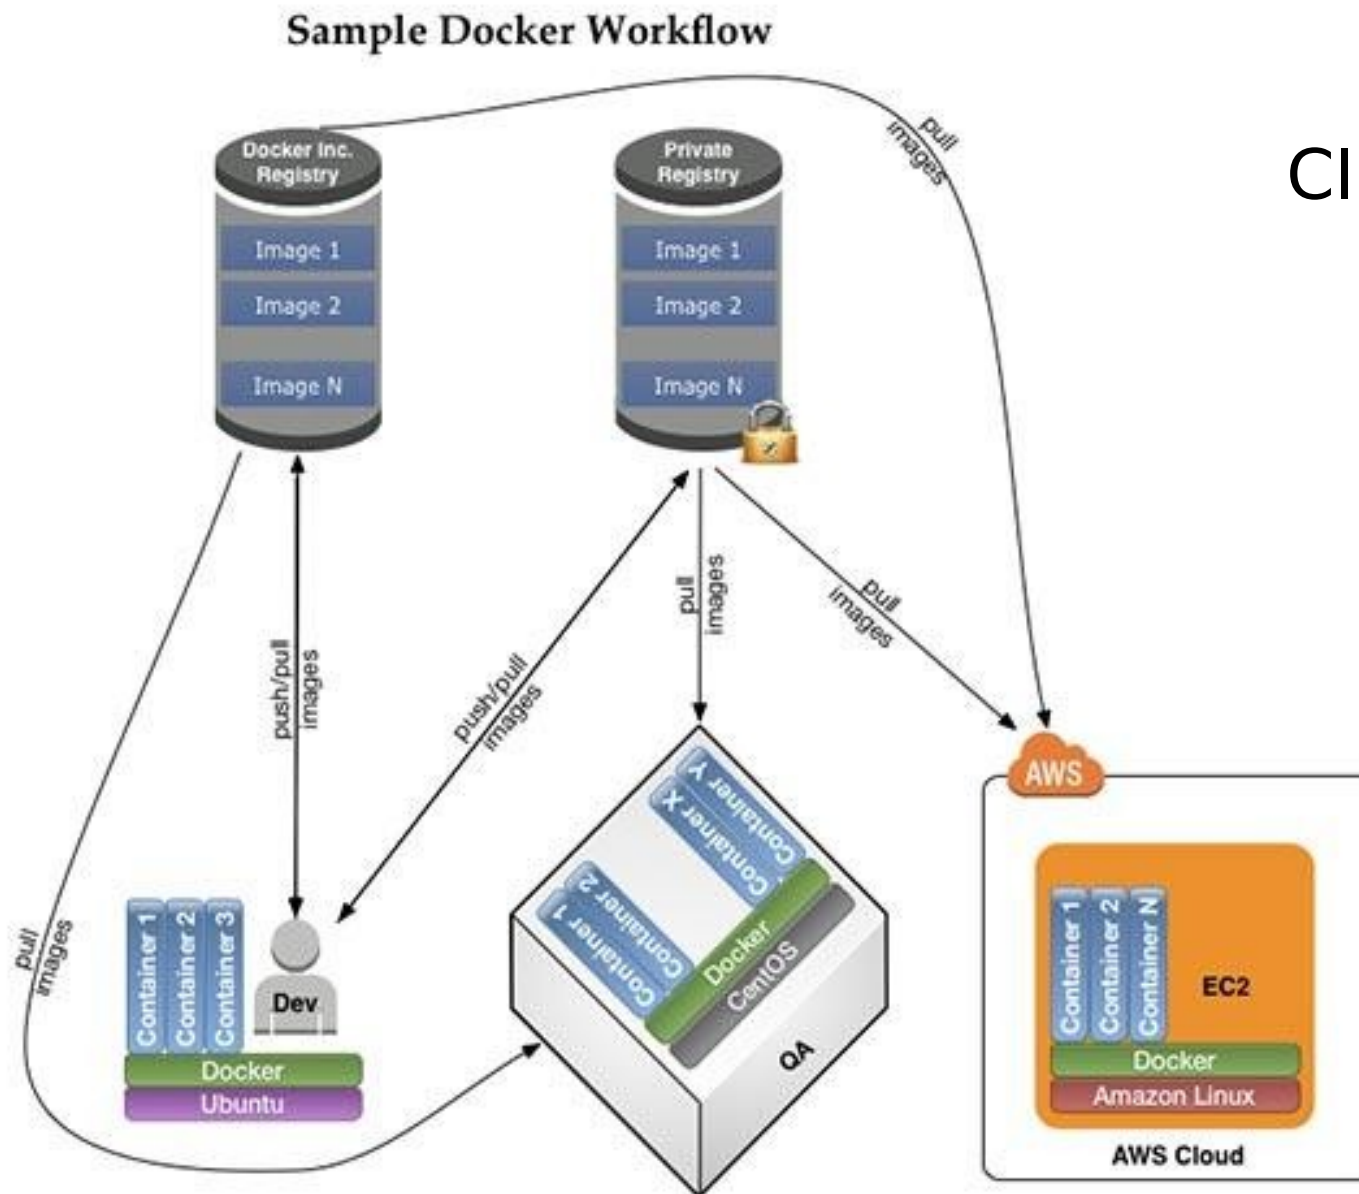 Sample Docker Workflow
Docker Inc.
Registry
Image 1
Image 2
Image N
Private
Registry
Image 1
Image 2
Image N
CI
pull
images
push/pull
images
push/pull
images
pull
images
pull
images
pull
images
Container 1
Container 2
Container 3
Dev
Docker
Ubuntu
Container 1
Container 2
Container X
Container Y
Docker
CentOS
QA
AWS
Container 1
Container 2
Container N
EC2
Docker
Amazon Linux
AWS Cloud